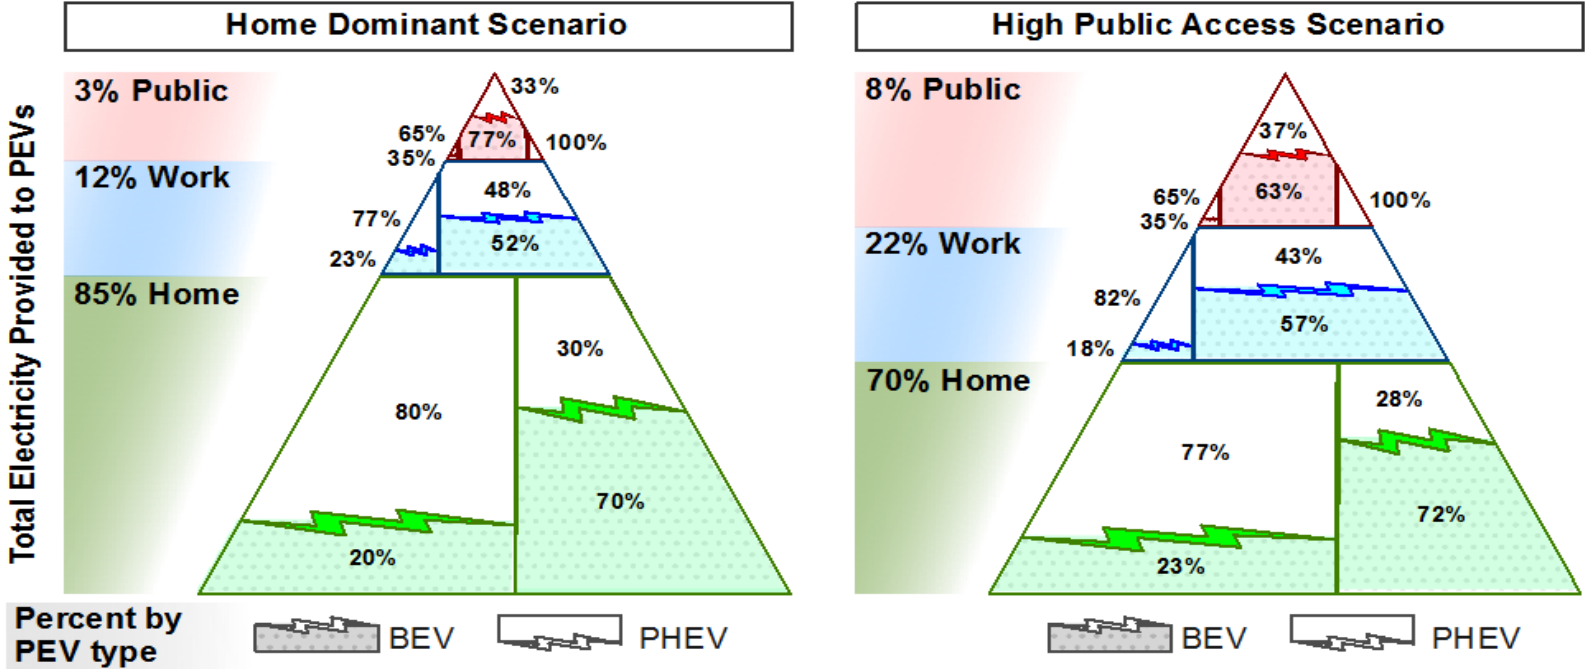 Home Dominant Scenario
High Public Access Scenario
Total Electricity Provided to PEVs
3% Public
33%
65%
77%
100%
35%
12% Work
48%
77%
52%
23%
85% Home
30%
80%
70%
20%
8% Public
37%
65%
63%
100%
35%
22% Work
43%
82%
57%
18%
70% Home
28%
77%
72%
23%
Percent by
PEV type
BEV
PHEV
BEV
PHEV